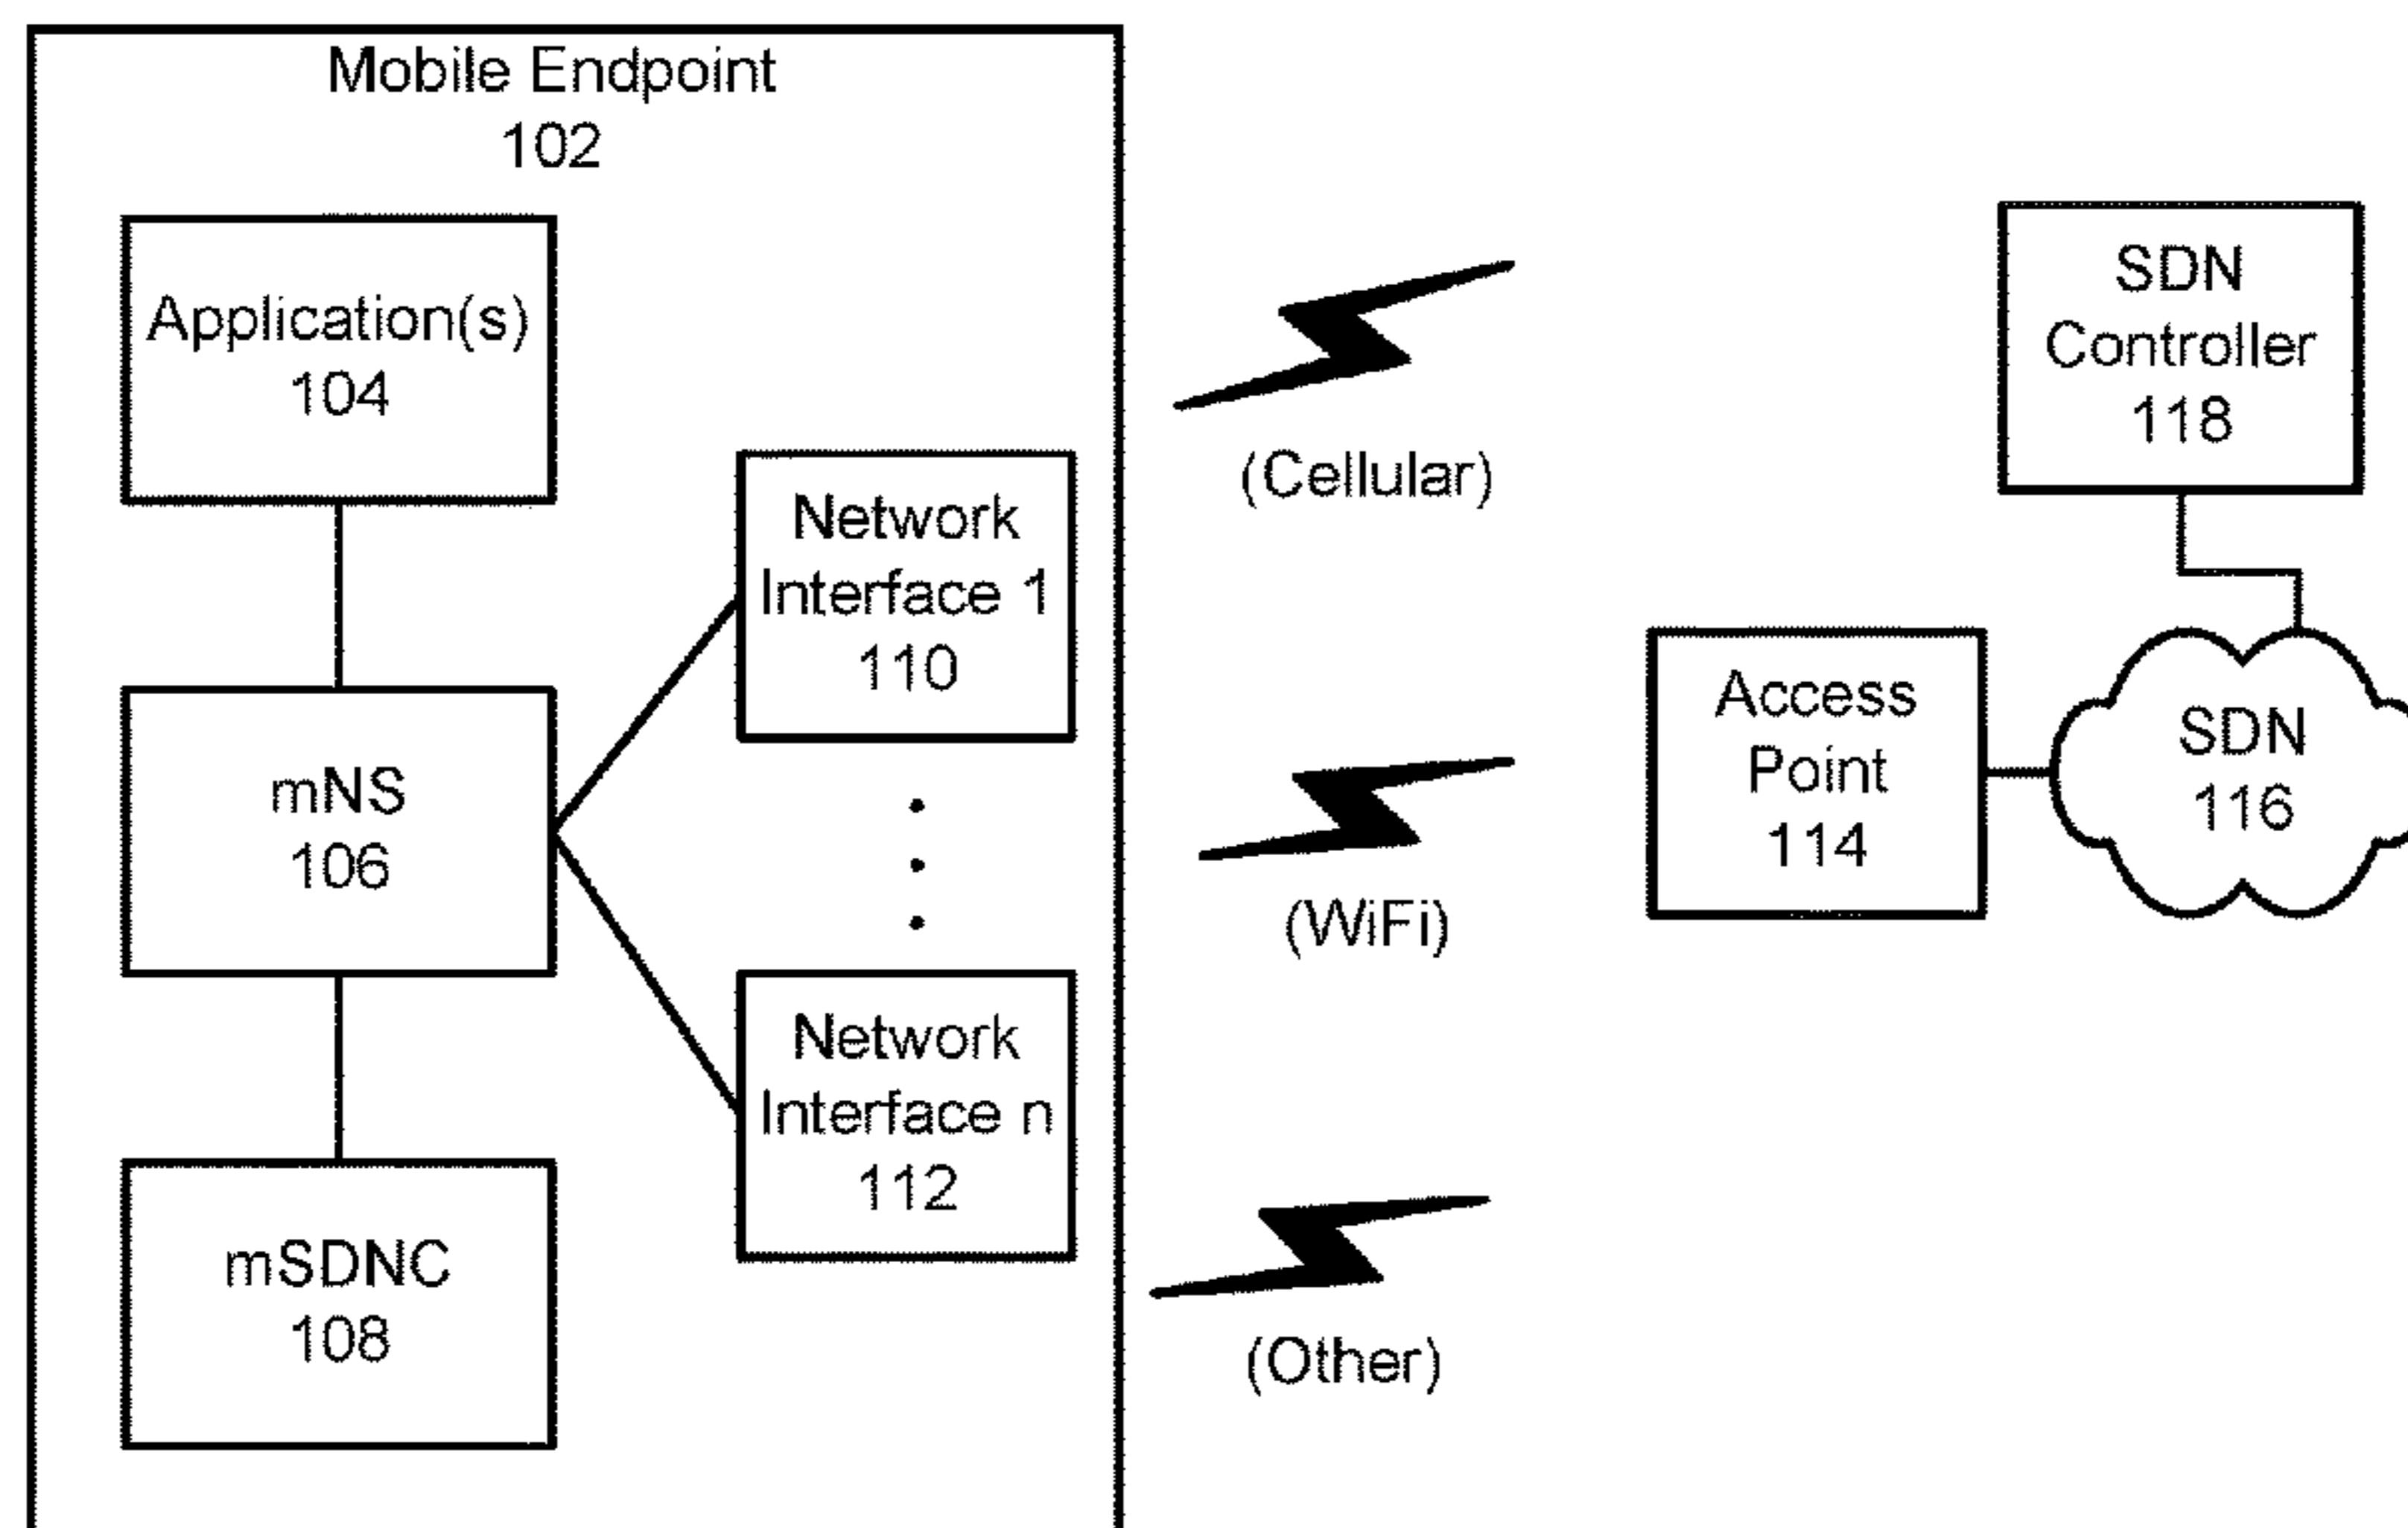 Mobile Endpoint
102
Application(s)
104
mNS
106
mSDNC
108
Network
Interface 1
110
Network
Interface n
112
(Cellular)
(WiFi)
(Other)
Access
Point
114
SDN
Controller
118
SDN
116